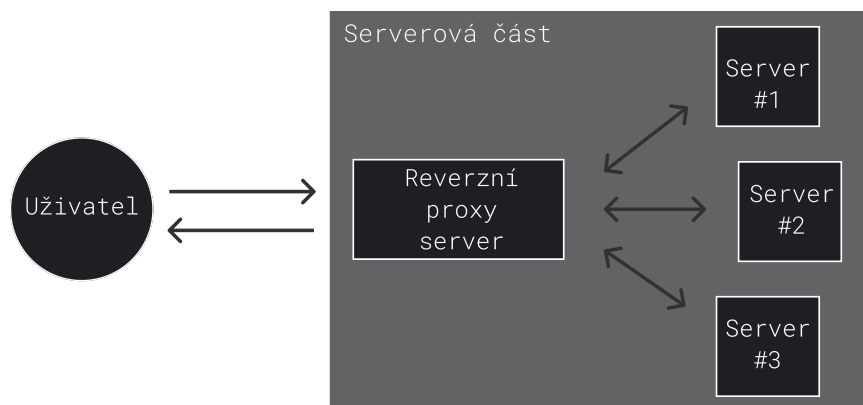 Serverová část
Uživatel
Reverzní
proxy
server
Server
#1
Server
#2
Server
#3